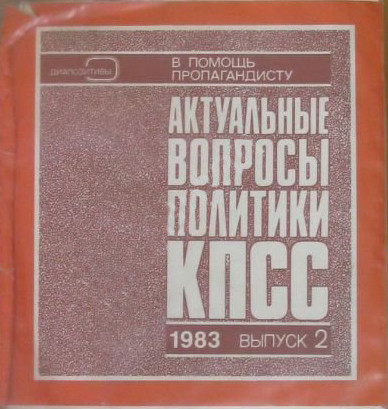 ДИАПОЗИТИВЫ
В ПОМОЩЬ
ПРОПАГАНДИСТУ
АКТУАЛЬНЫЕ
ВОПРОСЫ
ПОЛИТИКИ
КПСС
1983 ВЫПУСК 2